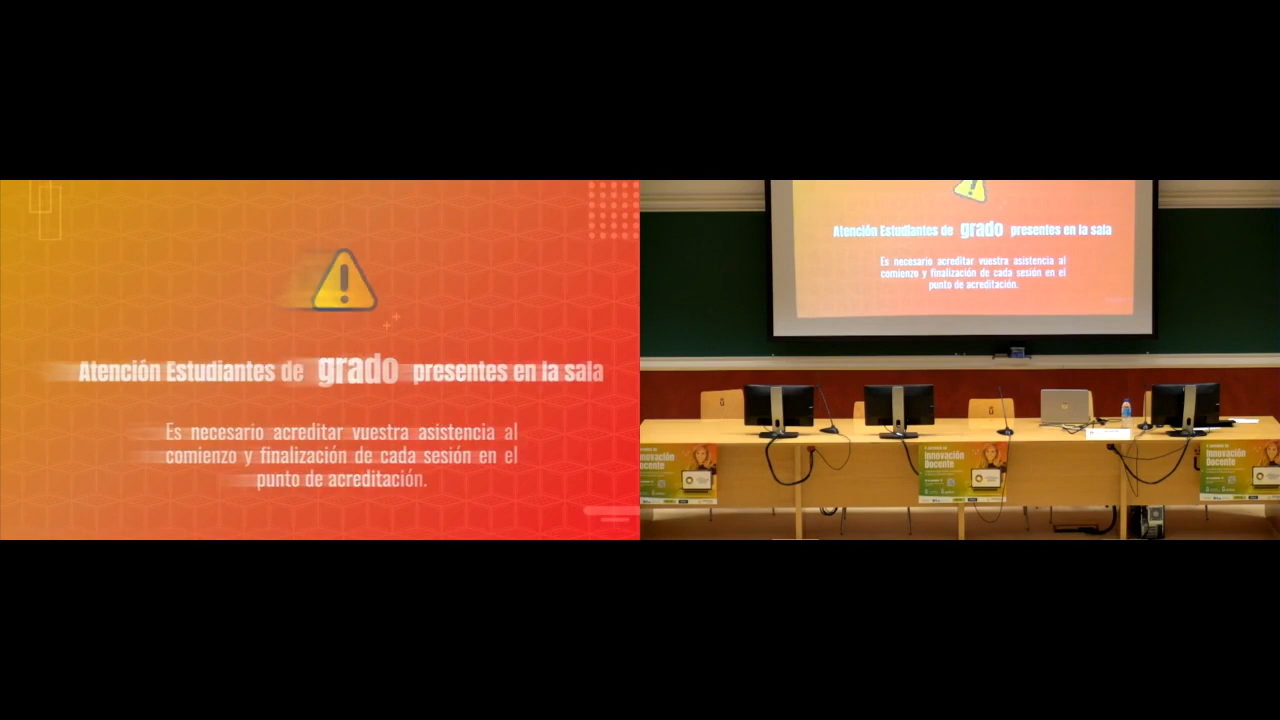 Atención Estudiantes de grado presentes en la sala
Es necesario acreditar vuestra asistencia al
comienzo y finalización de cada sesión en el
punto de acreditación.
Atención Estudiantes de grado presentes en la sala
Es necesario acreditar vuestra asistencia al
comienzo y finalización de cada sesión en el
punto de acreditación.
Innovación
Docente
Innovación
Docente
Innovación
Docente